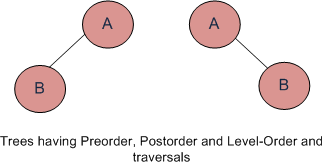 A
A
B
B
Trees having Preorder, Postorder and Level-Order and
traversals